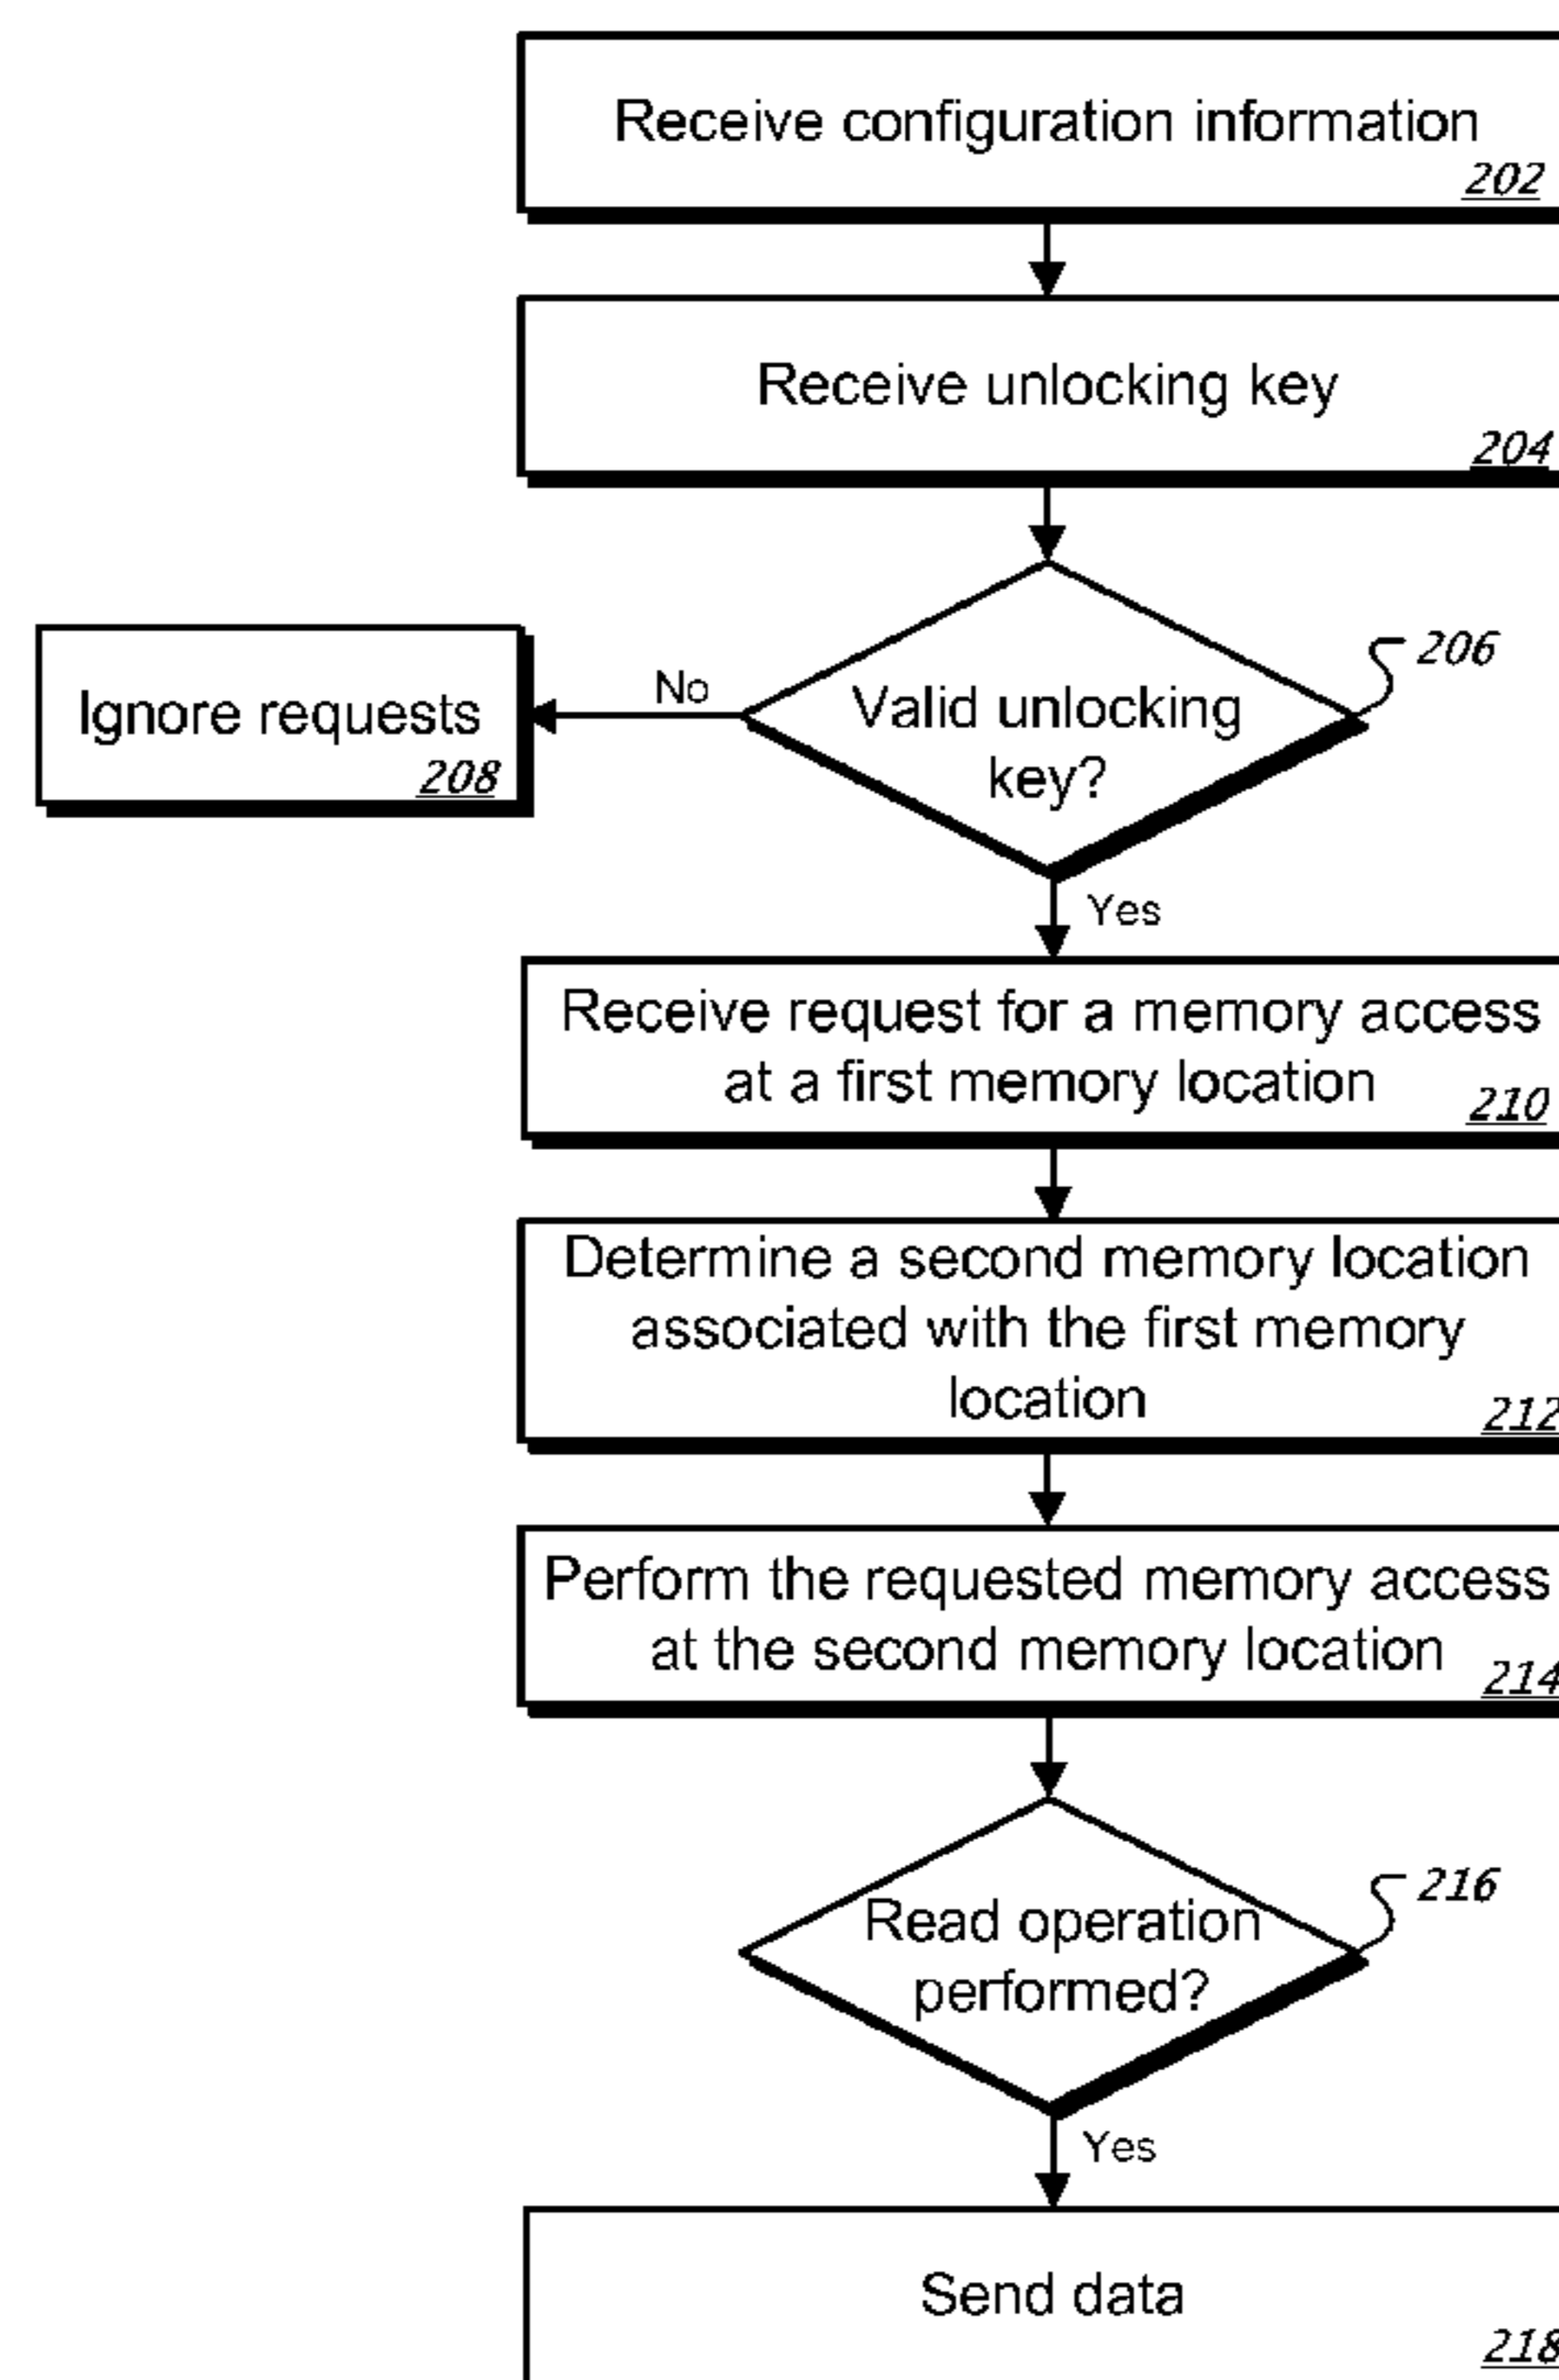 Receive configuration information
202
Receive unlocking key
204
206
No
Valid unlocking
key?
Ignore requests
208
Yes
Receive request for a memory access
at a first memory location
210
Determine a second memory location
associated with the first memory
location
212
Perform the requested memory access
at the second memory location
214
216
Read operation
performed?
Yes
Send data
218